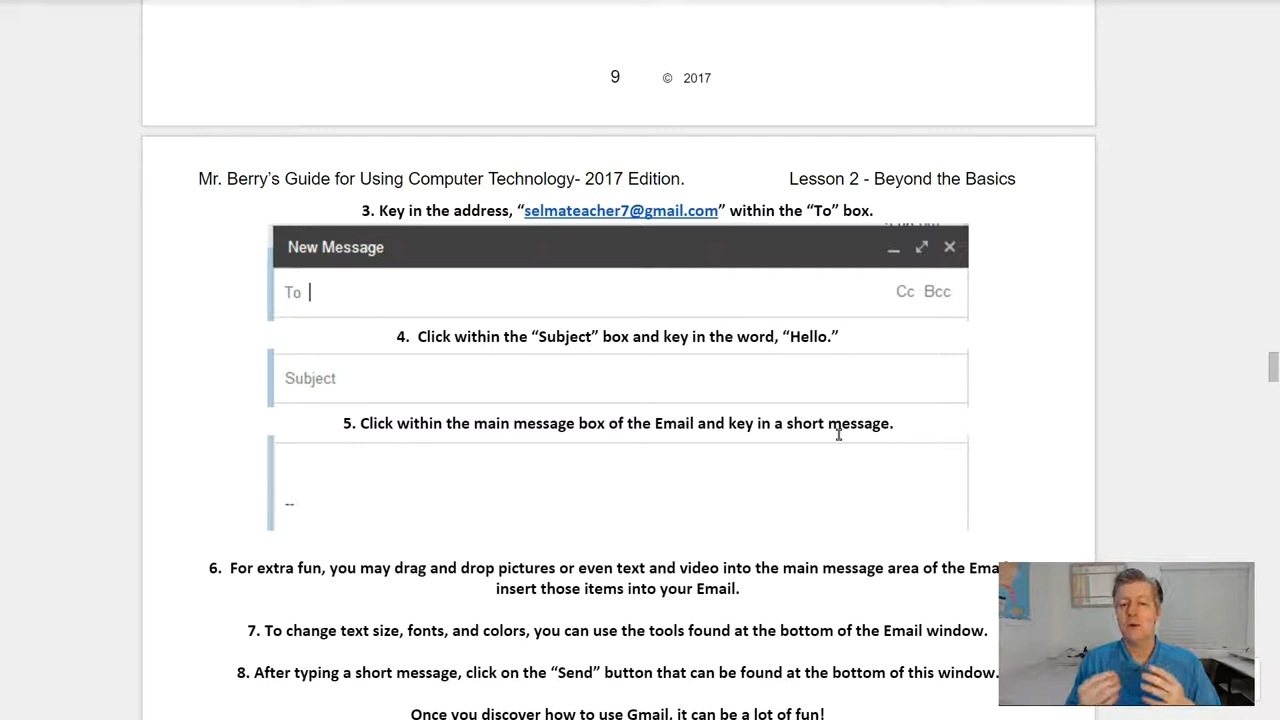 9 © 2017
Mr. Berry’s Guide for Using Computer Technology- 2017 Edition. Lesson 2 - Beyond the Basics
3. Key in the address, “selmateacher7@gmail.com” within the “To” box.
New Message
To Cc Bcc
4. Click within the “Subject” box and key in the word, “Hello.”
Subject
5. Click within the main message box of the Email and key in a short message.
--
6. For extra fun, you may drag and drop pictures or even text and video into the main message area of the
insert those items into your Email.
7. To change text size, fonts, and colors, you can use the tools found at the bottom of the Email window.
8. After typing a short message, click on the “Send” button that can be found at the bottom of this window.
Once you discover how to use Gmail, it can be a lot of fun!